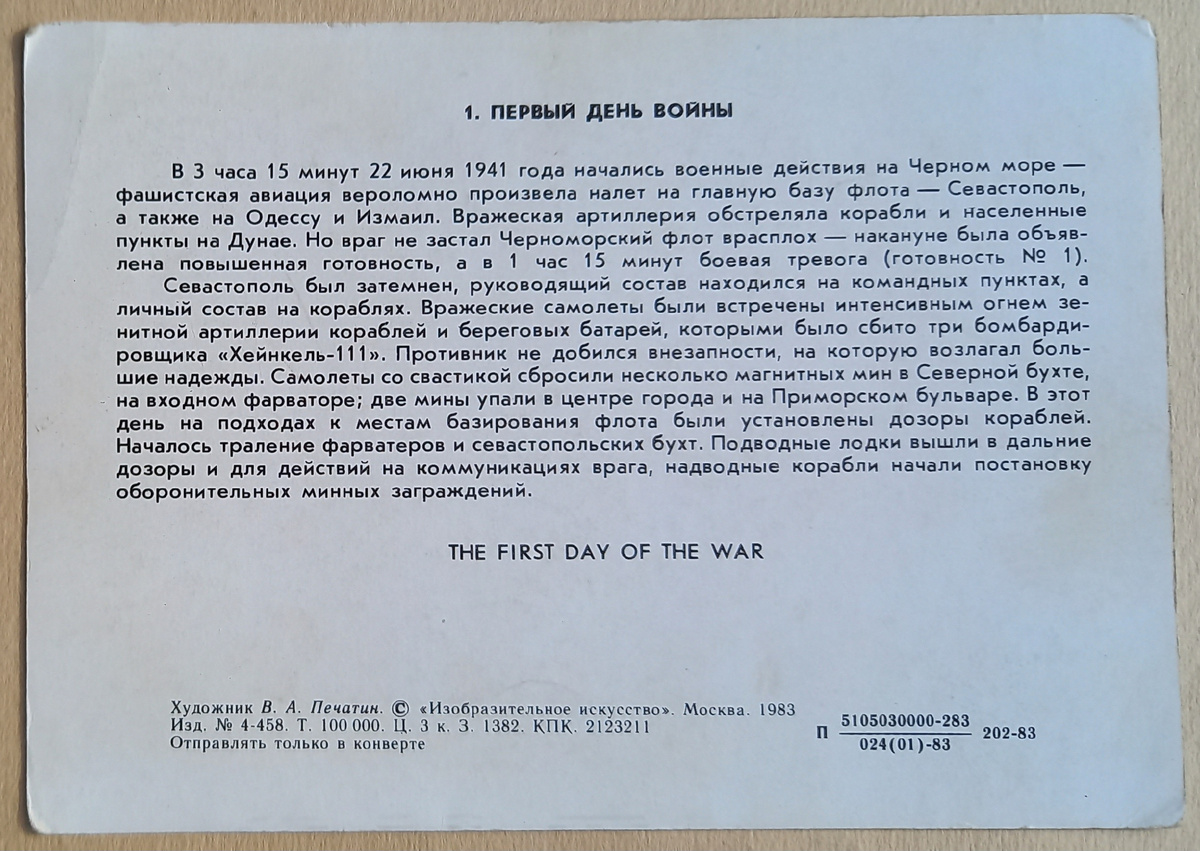 1. ПЕРВЫЙ ДЕНЬ ВОЙНЫ
В 3 часа 15 минут 22 июня 1941 года начались военные действия на Черном море —
фашистская авиация вероломно произвела налет на главную базу флота — Севастополь,
а также на Одессу и Измаил. Вражеская артиллерия обстреляла корабли и населенные
пункты на Дунае. Но враг не застал Черноморский флот врасплох — накануне была объяв-
лена повышенная готовность, а в 1 час 15 минут боевая тревога (готовность № 1).
Севастополь был затемнен, руководящий состав находился на командных пунктах, а
личный состав на кораблях. Вражеские самолеты были встречены интенсивным огнем зе-
нитной артиллерии кораблей и береговых батарей, которыми было сбито три бомбарди-
ровщика «Хейнкель-111». Противник не добился внезапности, на которую возлагал боль-
шие надежды. Самолеты со свастикой сбросили несколько магнитных мин в Северной бухте,
на входном фарваторе; две мины упали в центре города и на Приморском бульваре. В этот
день на подходах к местам базирования флота были установлены дозоры кораблей.
Началось траление фарватеров и севастопольских бухт. Подводные лодки вышли в дальние
дозоры и для действий на коммуникациях врага, надводные корабли начали постановку
оборонительных минных заграждений.
THE FIRST DAY OF THE WAR
Художник В. А. Печатин. © «Изобразительное искусство». Москва. 1983
Изд. № 4-458. Т. 100 000. Ц. 3 к. З. 1382. КПК. 2123211
Отправлять только в конверте
П 5105030000-283 202-83
024(01)-83